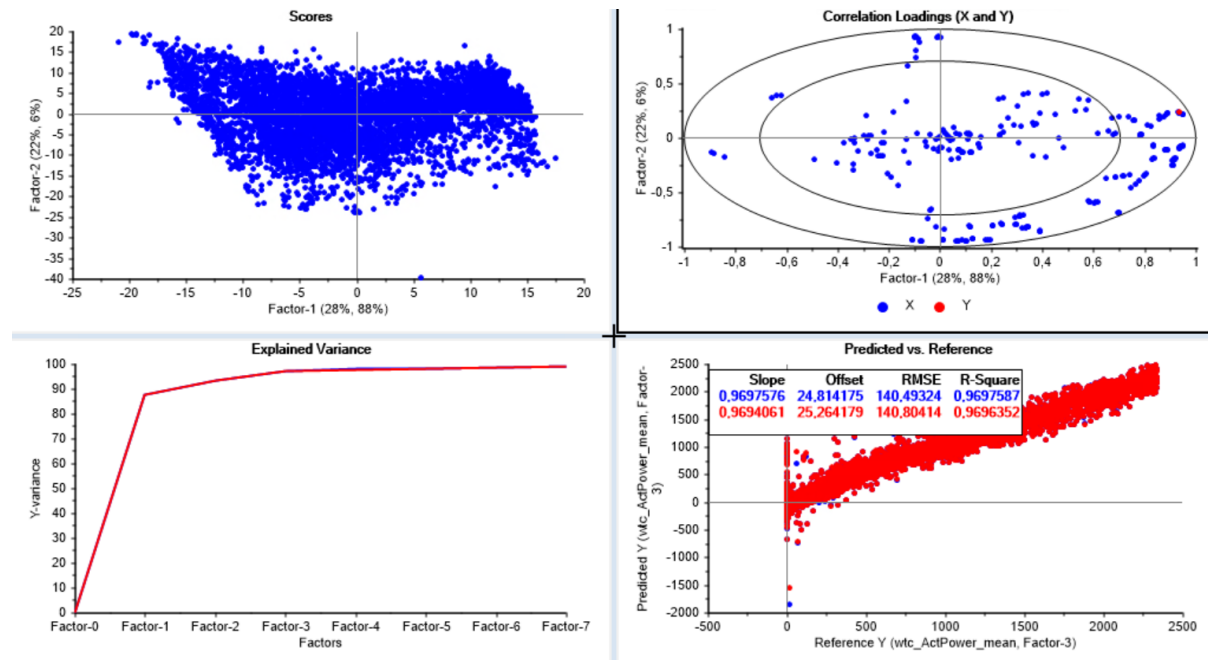 Scores
20
15
10
5
0
-5
-10
-15
-20
-25
-30
-35
-40
Factor-2 (22%, 6%)
-25 -20 -15 -10 -5 0 5 10 15 20
Factor-1 (28%, 88%)
Correlation Loadings (X and Y)
1
0,5
0
-0,5
-1
Factor-2 (22%, 6%)
-1 -0,8 -0,6 -0,4 -0,2 0 0,2 0,4 0,6 0,8 1
Factor-1 (28%, 88%)
X Y
Explained Variance
100
90
80
70
60
50
40
30
20
10
0
Y-variance
Factor-0 Factor-1 Factor-2 Factor-3 Factor-4 Factor-5 Factor-6 Factor-7
Factors
Predicted vs. Reference
Slope Offset RMSE R-Square
0,9697576 24,814175 140,49324 0,9697587
0,9694061 25,264179 140,80414 0,9696352
2500
2000
1500
1000
500
0
-500
-1000
-1500
-2000
Predicted Y (wtc_ActPower_mean, Factor-
3)
-500 0 500 1000 1500 2000 2500
Reference Y (wtc_ActPower_mean, Factor-3)